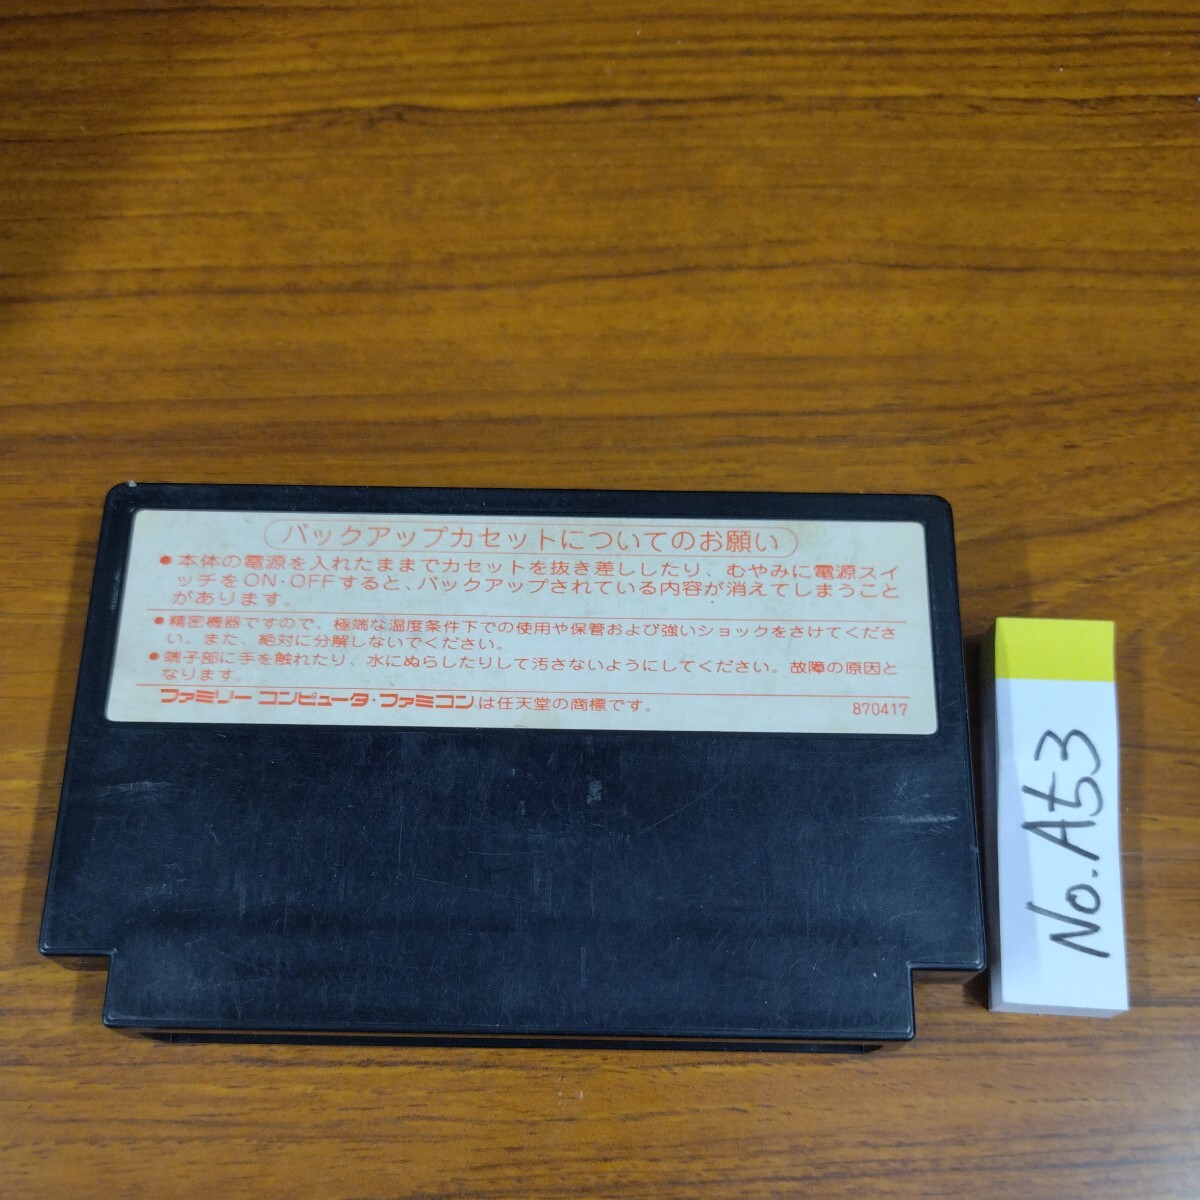 バックアップカセットについてのお願い
●本体の電源を入れたままでカセットを抜き差ししたり、むやみに電源スイ
ッチをON・OFFすると、バックアップされている内容が消えてしまうこと
があります。
●精密機器ですので、極端な温度条件下での使用や保管および強いショックをさけてくださ
い。また、絶対に分解しないでください。
●端子部に手を触れたり、水にぬらしたりして汚さないようにしてください。故障の原因と
なります。
ファミリー コンピュータ・ファミコンは任天堂の商標です。
870417
No.At53